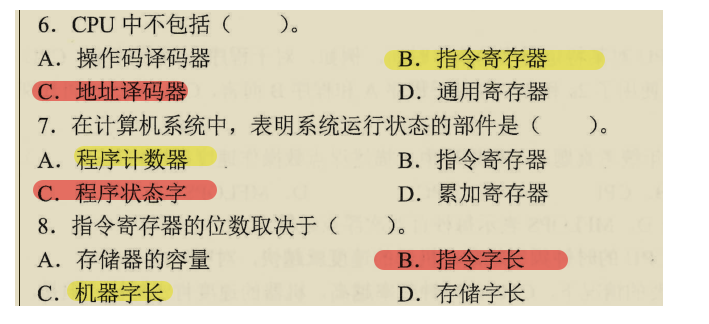 6．CPU 中不包括（　　）。
A．操作码译码器　　B．指令寄存器
C．地址译码器　　D．通用寄存器
7．在计算机系统中，表明系统运行状态的部件是（　　）。
A．程序计数器　　B．指令寄存器
C．程序状态字　　D．累加寄存器
8．指令寄存器的位数取决于（　　）。
A．存储器的容量　　B．指令字长
C．机器字长　　D．存储字长